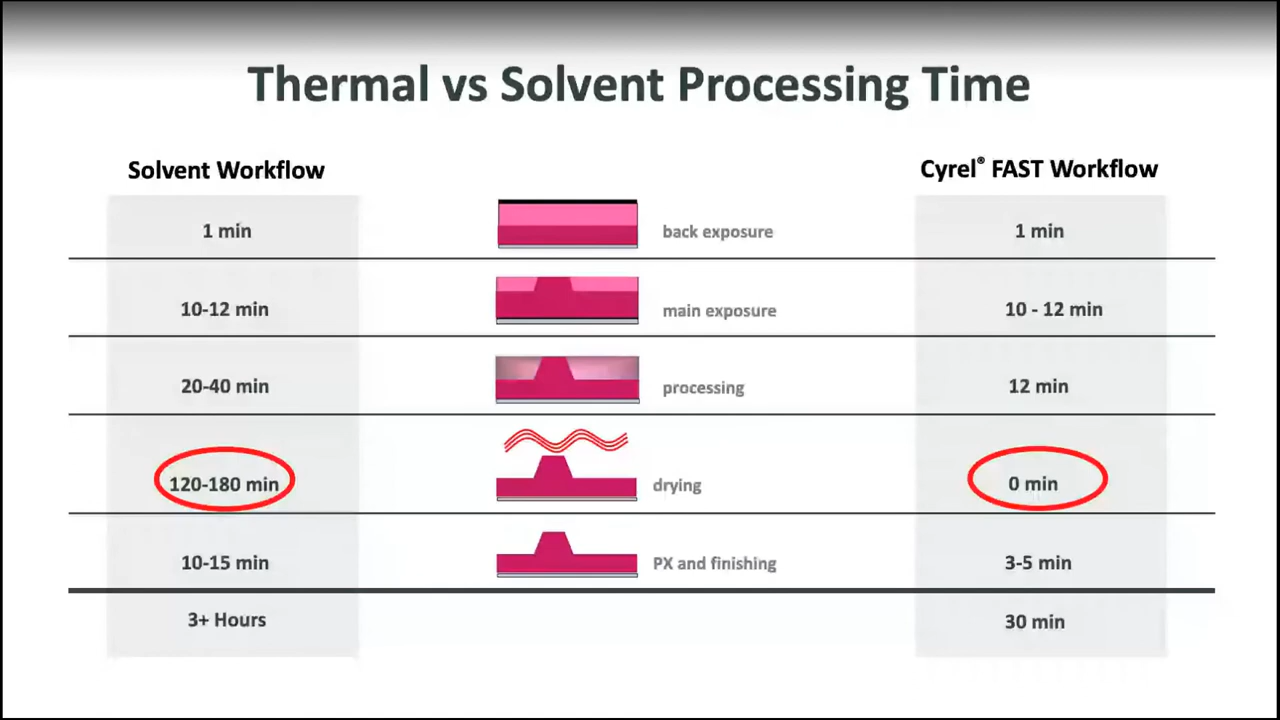 Thermal vs Solvent Processing Time
Solvent Workflow
Cyrel® FAST Workflow
1 min
back exposure
1 min
10-12 min
main exposure
10 - 12 min
20-40 min
processing
12 min
120-180 min
drying
0 min
10-15 min
PX and finishing
3-5 min
3+ Hours
30 min